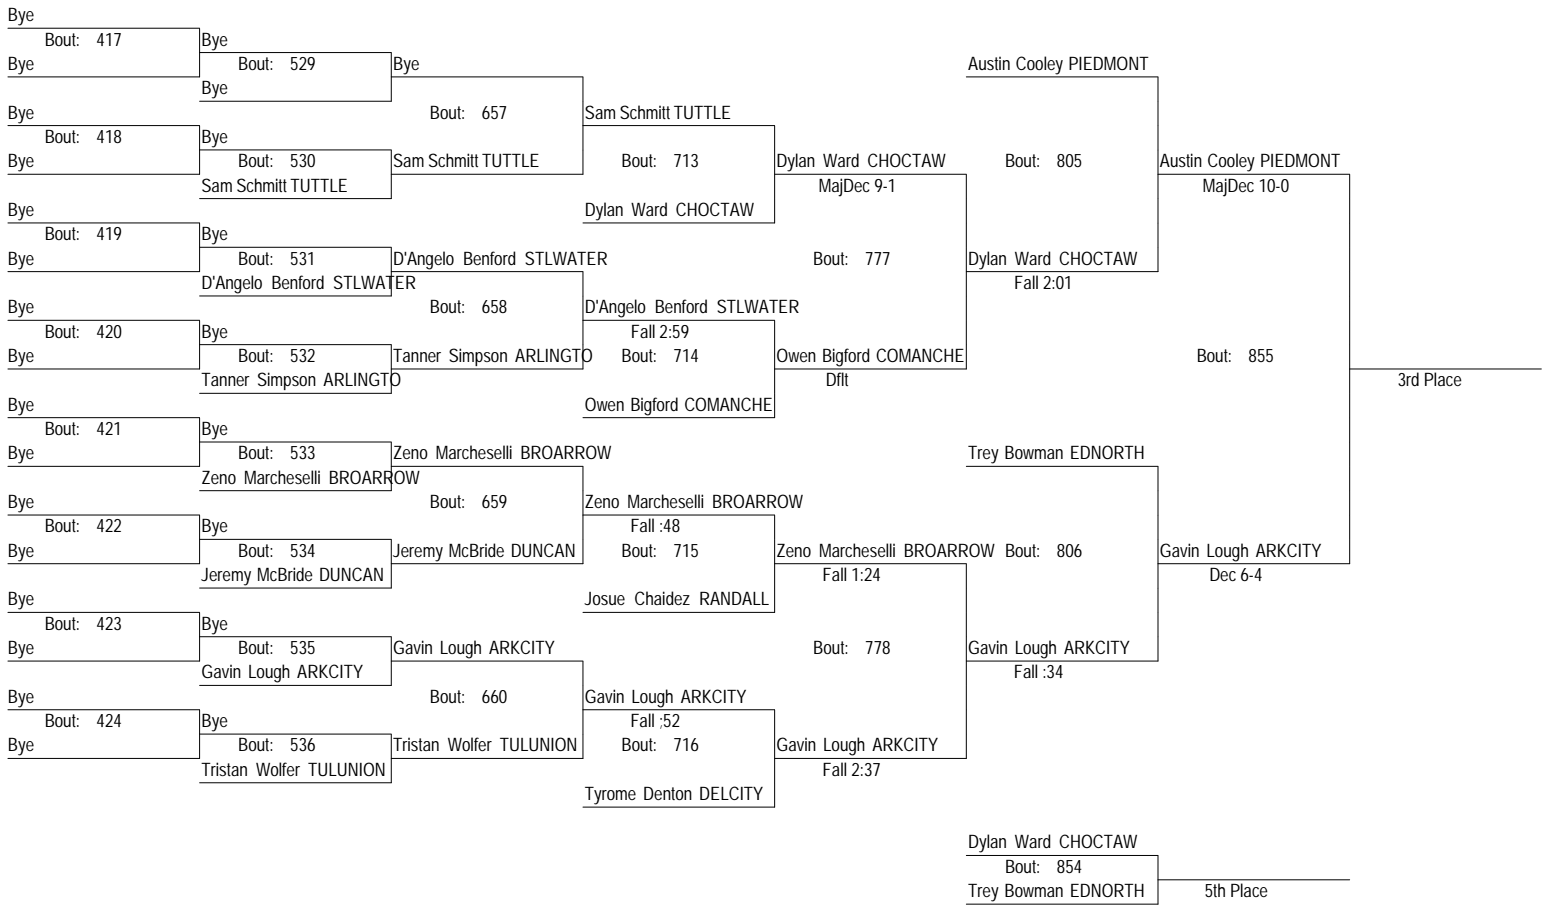 Bye
Bout: 417 Bye
Bye Bout: 529 Bye Austin Cooley PIEDMONT
Bye
Bye Bout: 657 Sam Schmitt TUTTLE
Bout: 418 Bye
Bye Bout: 530 Sam Schmitt TUTTLE Bout: 713 Dylan Ward CHOCTAW Bout: 805 Austin Cooley PIEDMONT
Sam Schmitt TUTTLE MajDec 9-1 MajDec 10-0
Bye Dylan Ward CHOCTAW
Bout: 419 Bye
Bye Bout: 531 D'Angelo Benford STLWATER Bout: 777 Dylan Ward CHOCTAW
D'Angelo Benford STLWATER Fall 2:01
Bye Bout: 658 D'Angelo Benford STLWATER
Bout: 420 Bye Fall 2:59
Bye Bout: 532 Tanner Simpson ARLINGTO Bout: 714 Owen Bigford COMANCHE Bout: 855
Tanner Simpson ARLINGTO Dflt 3rd Place
Bye Owen Bigford COMANCHE
Bout: 421 Bye
Bye Bout: 533 Zeno Marcheselli BROARROW Trey Bowman EDNORTH
Zeno Marcheselli BROARROW
Bye Bout: 659 Zeno Marcheselli BROARROW
Bout: 422 Bye Fall :48
Bye Bout: 534 Jeremy McBride DUNCAN Bout: 715 Zeno Marcheselli BROARROW Bout: 806 Gavin Lough ARKCITY
Jeremy McBride DUNCAN Fall 1:24 Dec 6-4
Bye Josue Chaidez RANDALL
Bout: 423 Bye
Bye Bout: 535 Gavin Lough ARKCITY Bout: 778 Gavin Lough ARKCITY
Gavin Lough ARKCITY Fall :34
Bye Bout: 660 Gavin Lough ARKCITY
Bout: 424 Bye Fall ;52
Bye Bout: 536 Tristan Wolfer TULUNION Bout: 716 Gavin Lough ARKCITY
Tristan Wolfer TULUNION Fall 2:37
Tyrome Denton DELCITY
Dylan Ward CHOCTAW
Bout: 854
Trey Bowman EDNORTH 5th Place